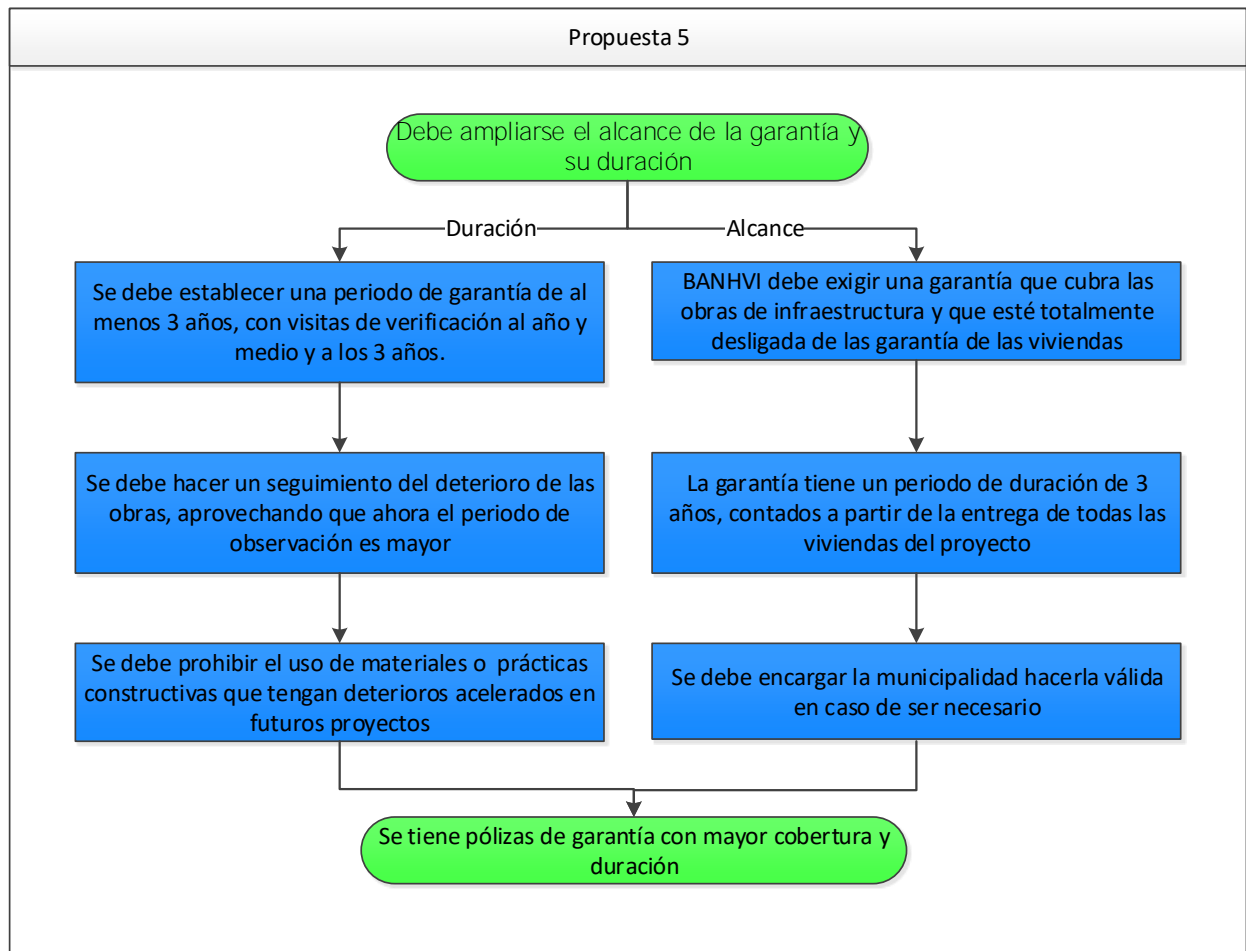 Propuesta 5
Debe ampliarse el alcance de la garantía y
su duración
Duración
Alcance
Se debe establecer una periodo de garantía de al
menos 3 años, con visitas de verificación al año y
medio y a los 3 años.
BANHVI debe exigir una garantía que cubra las
obras de infraestructura y que esté totalmente
desligada de las garantía de las viviendas
Se debe hacer un seguimiento del deterioro de las
obras, aprovechando que ahora el periodo de
observación es mayor
La garantía tiene un periodo de duración de 3
años, contados a partir de la entrega de todas las
viviendas del proyecto
Se debe prohibir el uso de materiales o prácticas
constructivas que tengan deterioros acelerados en
futuros proyectos
Se debe encargar la municipalidad hacerla válida
en caso de ser necesario
Se tiene pólizas de garantía con mayor cobertura y
duración